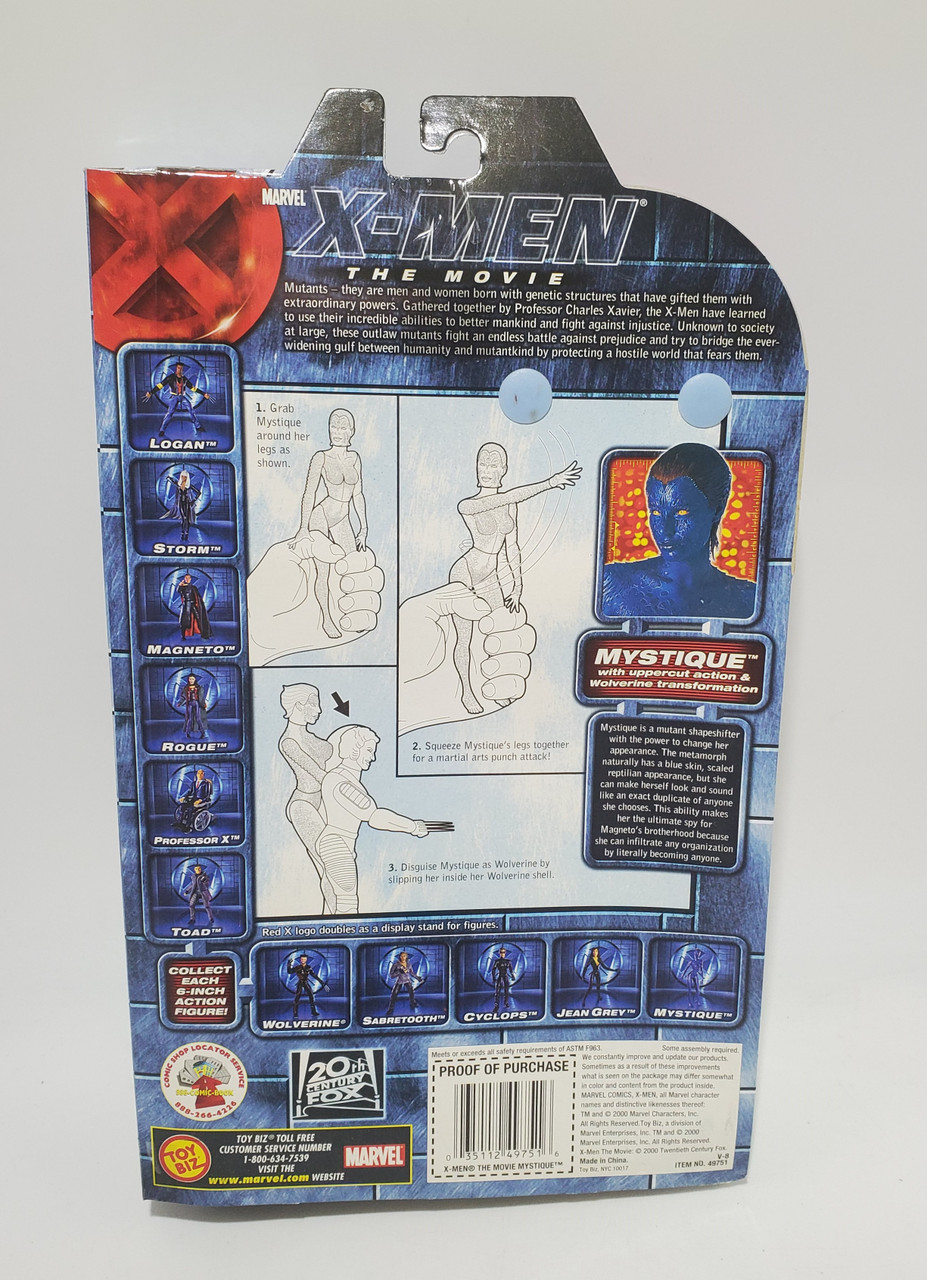 MARVEL
X-MEN®
THE MOVIE
Mutants – they are men and women born with genetic structures that have gifted them with
extraordinary powers. Gathered together by Professor Charles Xavier, the X-Men have learned
to use their incredible abilities to better mankind and fight against injustice. Unknown to society
at large, these outlaw mutants fight an endless battle against prejudice and try to bridge the ever-
widening gulf between humanity and mutantkind by protecting a hostile world that fears them.
LOGAN™
STORM™
MAGNETO™
ROGUE™
PROFESSOR X™
TOAD™
1. Grab
Mystique
around her
legs as
shown.
2. Squeeze Mystique's legs together
for a martial arts punch attack!
3. Disguise Mystique as Wolverine by
slipping her inside her Wolverine shell.
MYSTIQUE™
with uppercut action &
Wolverine transformation
Mystique is a mutant shapeshifter
with the power to change her
appearance. The metamorph
naturally has a blue skin, scaled
reptilian appearance, but she
can make herself look and sound
like an exact duplicate of anyone
she chooses. This ability makes
her the ultimate spy for
Magneto's brotherhood because
she can infiltrate any organization
by literally becoming anyone.
Red X logo doubles as a display stand for figures.
COLLECT
EACH
6-INCH
ACTION
FIGURE!
WOLVERINE®
SABRETOOTH™
CYCLOPS™
JEAN GREY™
MYSTIQUE™
COMIC SHOP LOCATOR SERVICE
888-COMIC-BOOK
888-266-4226
20th
CENTURY
FOX
TOY BIZ
TOY BIZ® TOLL FREE
CUSTOMER SERVICE NUMBER
1-800-634-7539
VISIT THE
www.marvel.com WEBSITE
MARVEL
Meets or exceeds all safety requirements of ASTM F963.
PROOF OF PURCHASE
0 35112 49751 6
X-MEN® THE MOVIE MYSTIQUE™
Some assembly required.
We constantly improve and update our products.
Sometimes as a result of these improvements
what is seen on the package may differ somewhat
in color and content from the product inside.
MARVEL COMICS, X-MEN, all Marvel character
names and distinctive likenesses thereof:
TM and © 2000 Marvel Characters, Inc.
All Rights Reserved.Toy Biz, a division of
Marvel Enterprises, Inc. TM and © 2000
Marvel Enterprises, Inc. All Rights Reserved.
X-Men The Movie: © 2000 Twentieth Century Fox.
Made in China.
V-8
Toy Biz, NYC 10017
ITEM NO. 49751